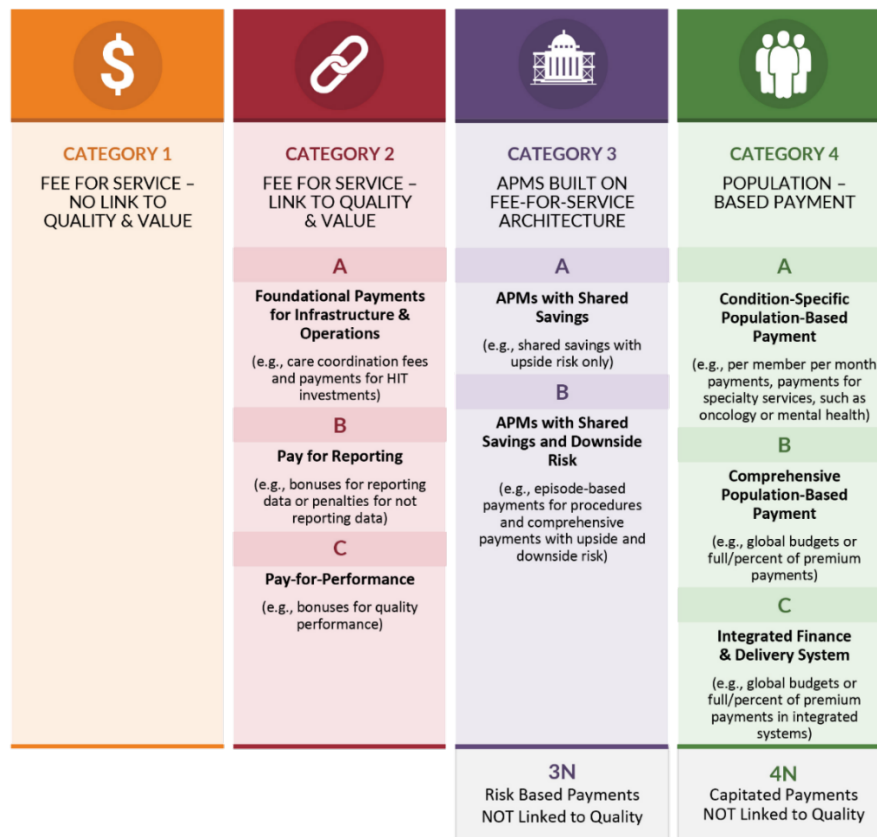 $
CATEGORY 1
FEE FOR SERVICE –
NO LINK TO
QUALITY & VALUE
CATEGORY 2
FEE FOR SERVICE –
LINK TO QUALITY
& VALUE
A
Foundational Payments
for Infrastructure &
Operations
(e.g., care coordination fees
and payments for HIT
investments)
B
Pay for Reporting
(e.g., bonuses for reporting
data or penalties for not
reporting data)
C
Pay-for-Performance
(e.g., bonuses for quality
performance)
CATEGORY 3
APMS BUILT ON
FEE-FOR-SERVICE
ARCHITECTURE
A
APMs with Shared
Savings
(e.g., shared savings with
upside risk only)
B
APMs with Shared
Savings and Downside
Risk
(e.g., episode-based
payments for procedures
and comprehensive
payments with upside and
downside risk)
3N
Risk Based Payments
NOT Linked to Quality
CATEGORY 4
POPULATION –
BASED PAYMENT
A
Condition-Specific
Population-Based
Payment
(e.g., per member per month
payments, payments for
specialty services, such as
oncology or mental health)
B
Comprehensive
Population-Based
Payment
(e.g., global budgets or
full/percent of premium
payments)
C
Integrated Finance
& Delivery System
(e.g., global budgets or
full/percent of premium
payments in integrated
systems)
4N
Capitated Payments
NOT Linked to Quality